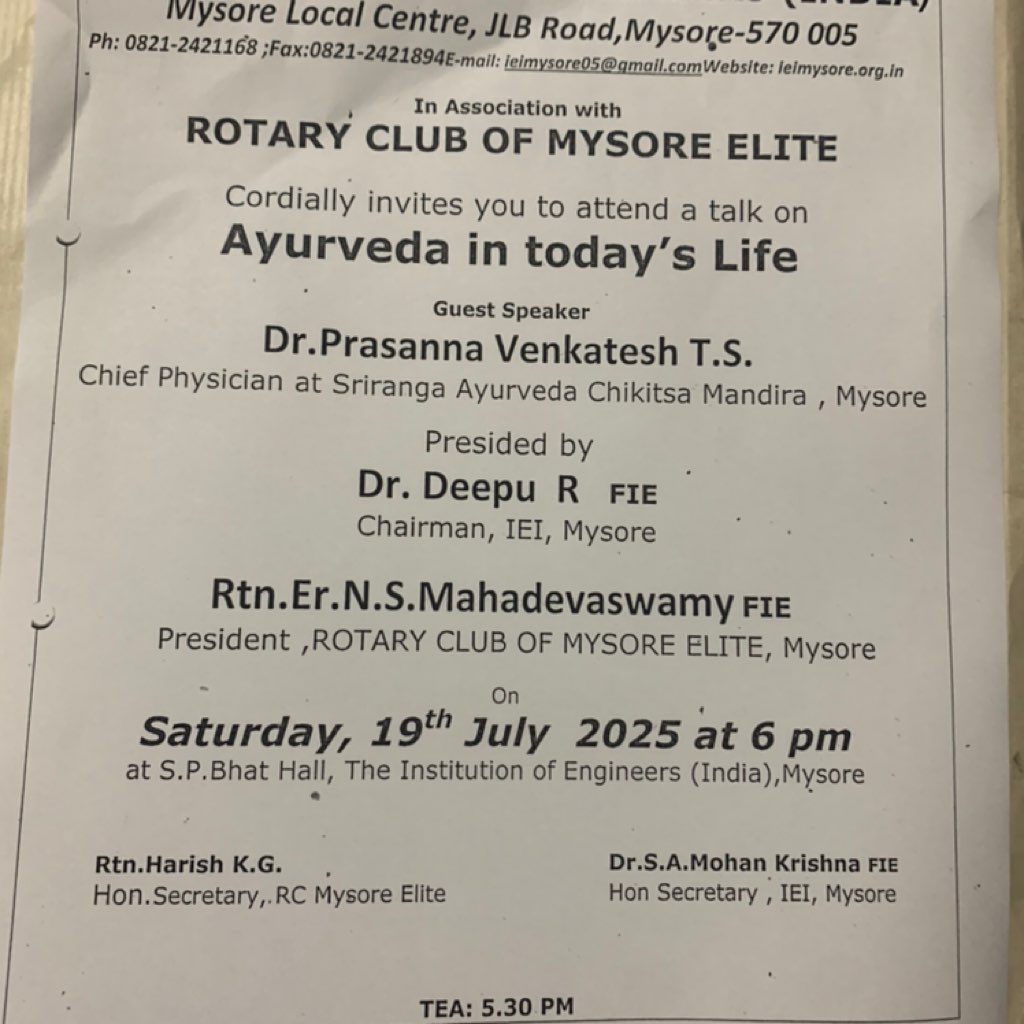 Mysore Local Centre, JLB Road,Mysore-570 005
Ph: 0821-2421168 ;Fax:0821-2421894E-mail: ieimysore05@gmail.comWebsite: ieimysore.org.in
In Association with
ROTARY CLUB OF MYSORE ELITE
Cordially invites you to attend a talk on
Ayurveda in today's Life
Guest Speaker
Dr.Prasanna Venkatesh T.S.
Chief Physician at Sriranga Ayurveda Chikitsa Mandira , Mysore
Presided by
Dr. Deepu R FIE
Chairman, IEI, Mysore
Rtn.Er.N.S.Mahadevaswamy FIE
President ,ROTARY CLUB OF MYSORE ELITE, Mysore
On
Saturday, 19th July 2025 at 6 pm
at S.P.Bhat Hall, The Institution of Engineers (India),Mysore
Rtn.Harish K.G. Dr.S.A.Mohan Krishna FIE
Hon.Secretary, RC Mysore Elite Hon Secretary , IEI, Mysore
TEA: 5.30 PM